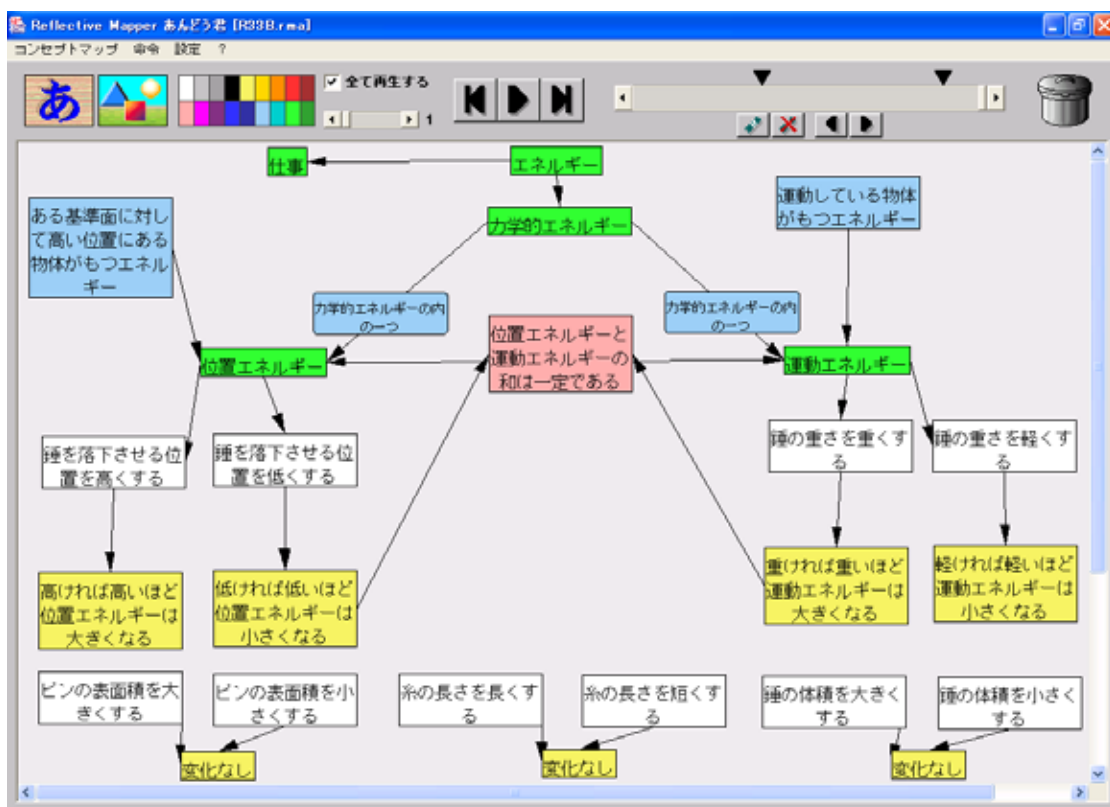 Reflective Mapper あんどう君 [R33B.rma]
コンセプトマップ 命令 設定 ?
あ
全て再生する
1
仕事
エネルギー
力学的エネルギー
ある基準面に対し
て高い位置にある
物体がもつエネル
ギー
運動している物体
がもつエネルギー
力学的エネルギーの内
の一つ
力学的エネルギーの内
の一つ
位置エネルギー
位置エネルギーと
運動エネルギーの
和は一定である
運動エネルギー
錘を落下させる位
置を高くする
錘を落下させる位
置を低くする
錘の重さを重くす
る
錘の重さを軽くす
る
高ければ高いほど
位置エネルギーは
大きくなる
低ければ低いほど
位置エネルギーは
小さくなる
重ければ重いほど
運動エネルギーは
大きくなる
軽ければ軽いほど
運動エネルギーは
小さくなる
ピンの表面積を大
きくする
ピンの表面積を小
さくする
糸の長さを長くす
る
糸の長さを短くす
る
錘の体積を大きく
する
錘の体積を小さく
する
変化なし
変化なし
変化なし